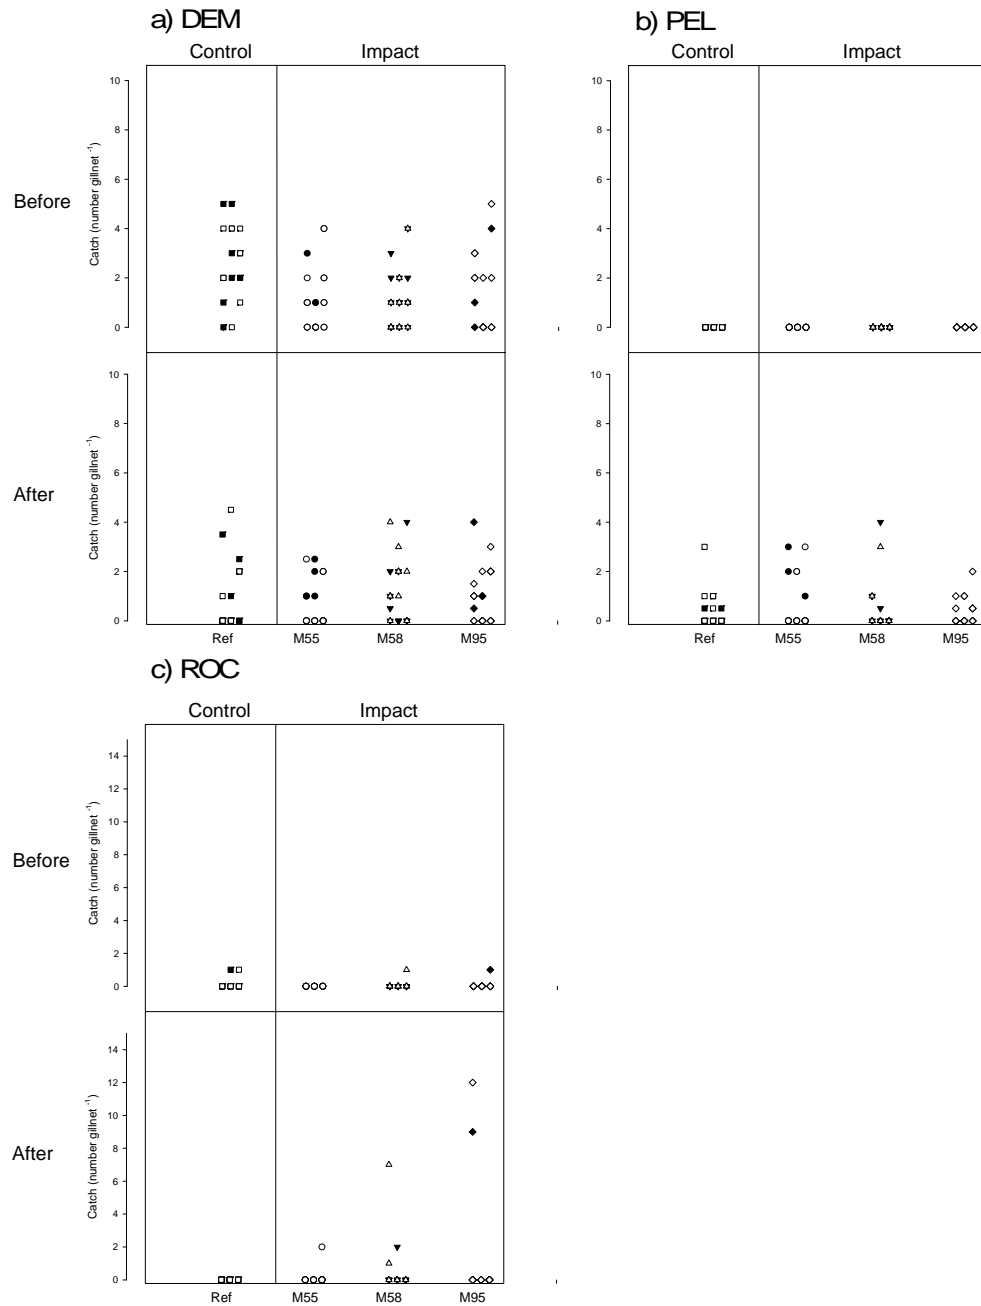 a) DEM
b) PEL
Control Impact
Control Impact
Before
Catch (number gillnet -1)
10
8
6
4
2
0
10
8
6
4
2
0
After
Catch (number gillnet -1)
10
8
6
4
2
0
10
8
6
4
2
0
Ref M55 M58 M95
Ref M55 M58 M95
c) ROC
Control Impact
Before
Catch (number gillnet -1)
14
12
10
8
6
4
2
0
After
Catch (number gillnet -1)
14
12
10
8
6
4
2
0
Ref M55 M58 M95